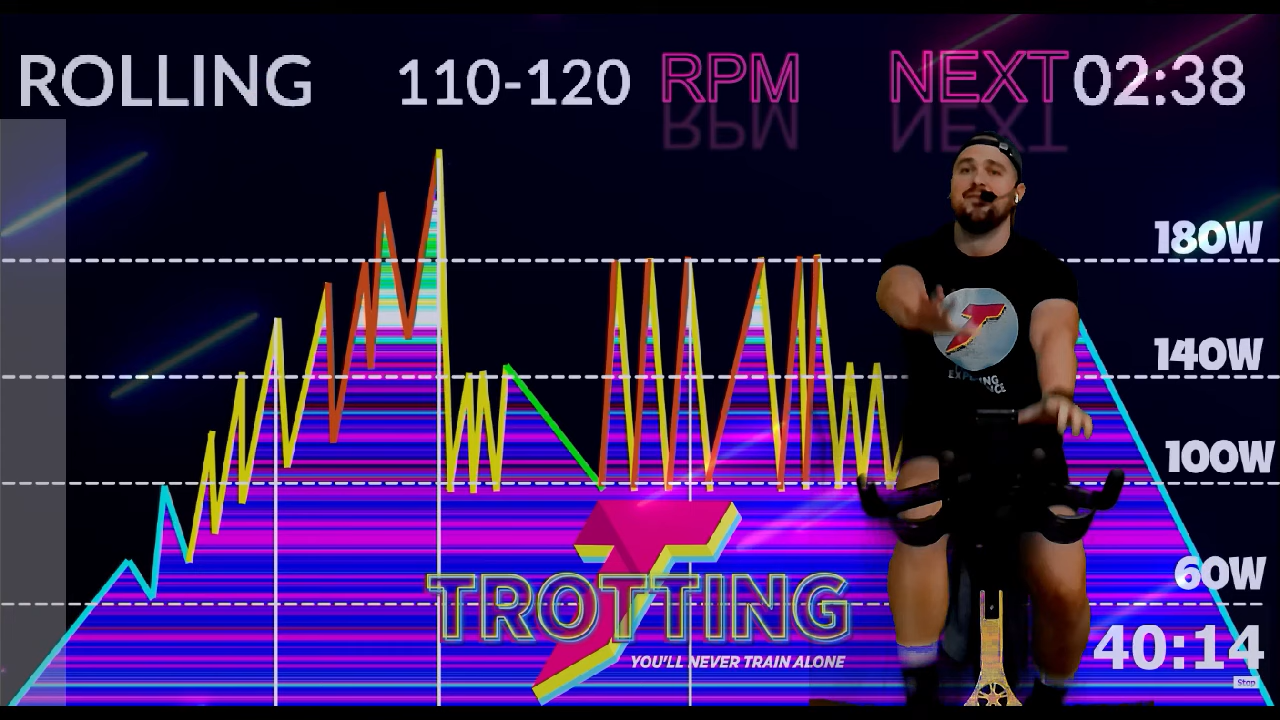 ROLLING 110-120 RPM NEXT 02:38
180W
140W
100W
60W
TROTTING
YOU'LL NEVER TRAIN ALONE
40:14
Stop